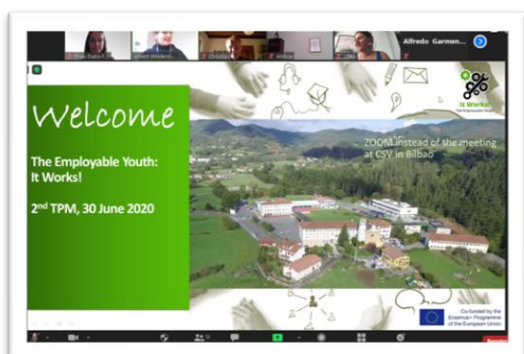 Alfredo Garmen...
It Works!
Welcome
ZOOM instead of the meeting
at CSV in Bilbao
The Employable Youth:
It Works!
2nd TPM, 30 June 2020
Co-funded by the
Erasmus+ Programme
of the European Union